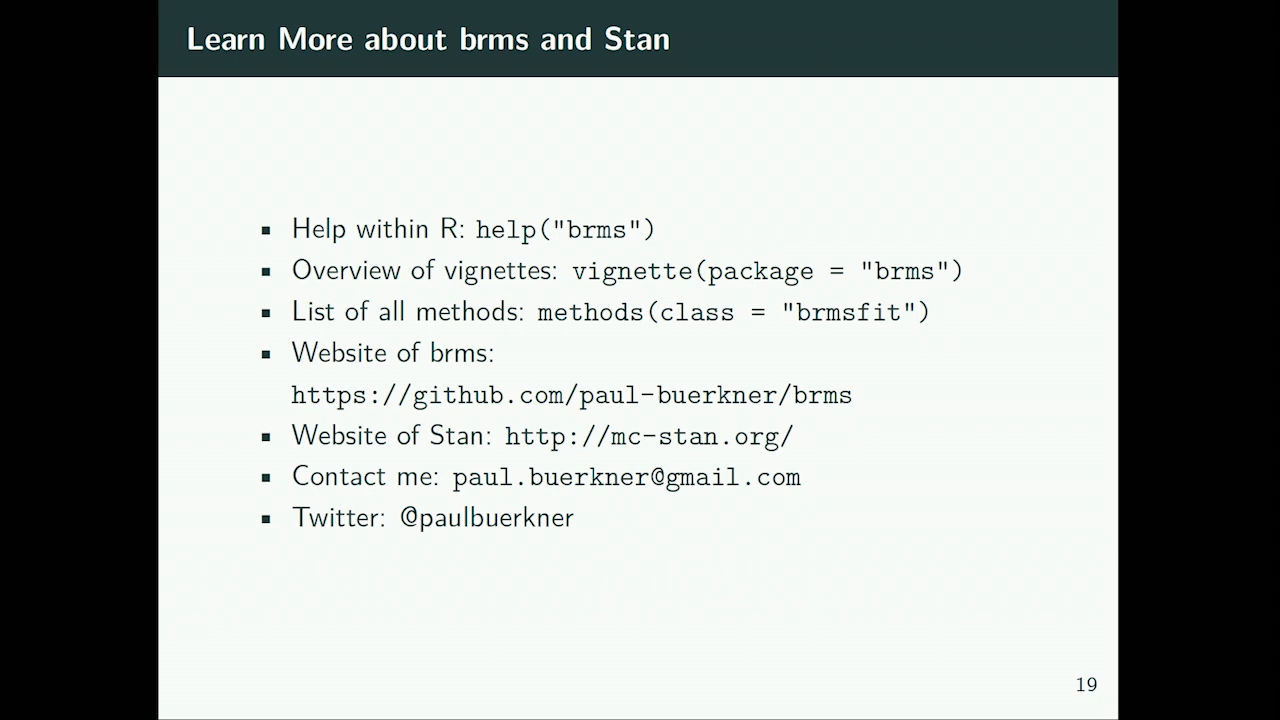 Learn More about brms and Stan
Help within R: help("brms")
Overview of vignettes: vignette(package = "brms")
List of all methods: methods(class = "brmsfit")
Website of brms:
https://github.com/paul-buerkner/brms
Website of Stan: http://mc-stan.org/
Contact me: paul.buerkner@gmail.com
Twitter: @paulbuerkner
19